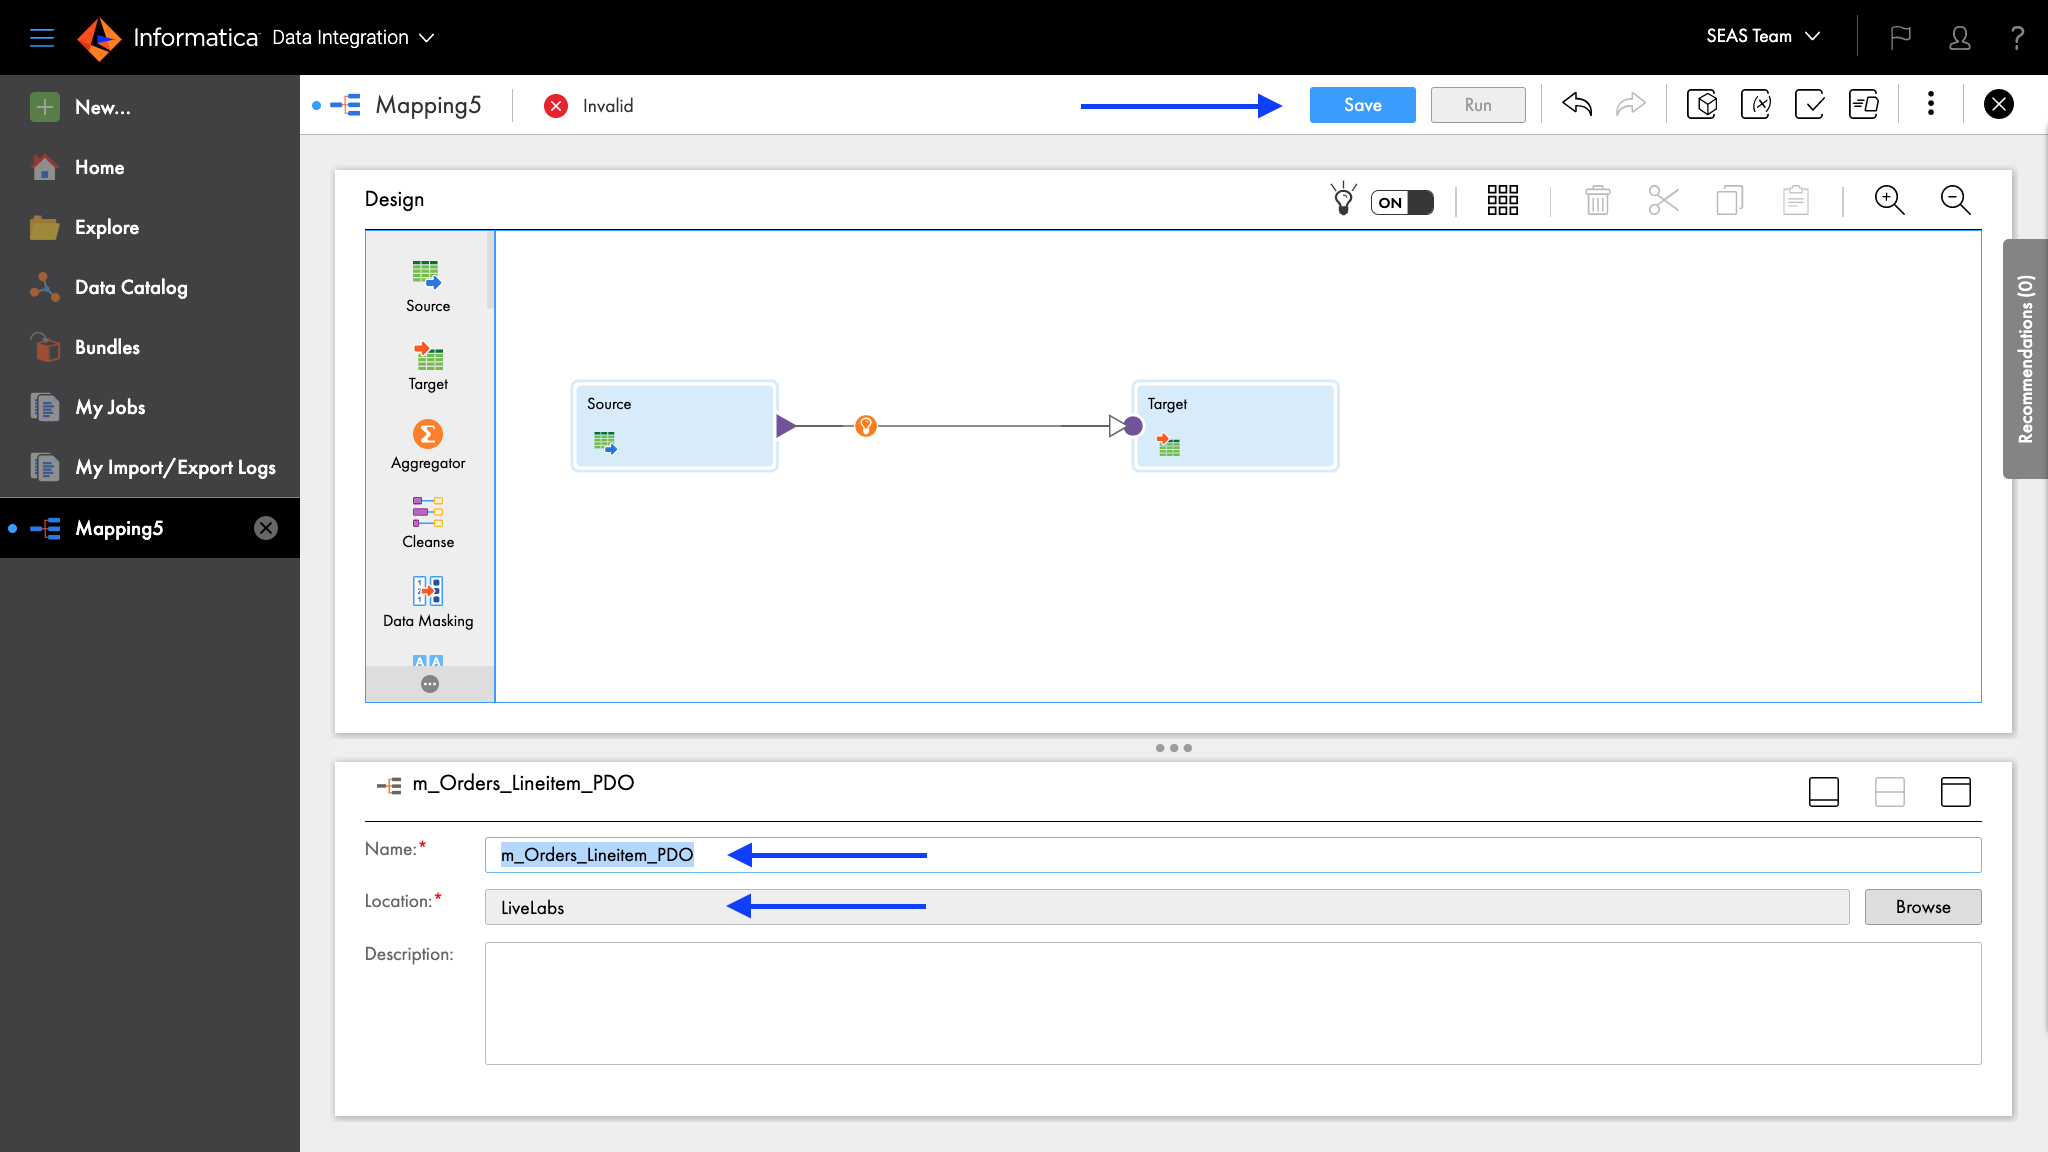 Informatica Data Integration
SEAS Team
?
New...
Home
Explore
Data Catalog
Bundles
My Jobs
My Import/Export Logs
Mapping5
Mapping5
Invalid
Save
Run
Design
ON
Source
Target
Aggregator
Cleanse
Data Masking
Source
Target
Recommendations (0)
m_Orders_Lineitem_PDO
Name:*
m_Orders_Lineitem_PDO
Location:*
LiveLabs
Browse
Description: